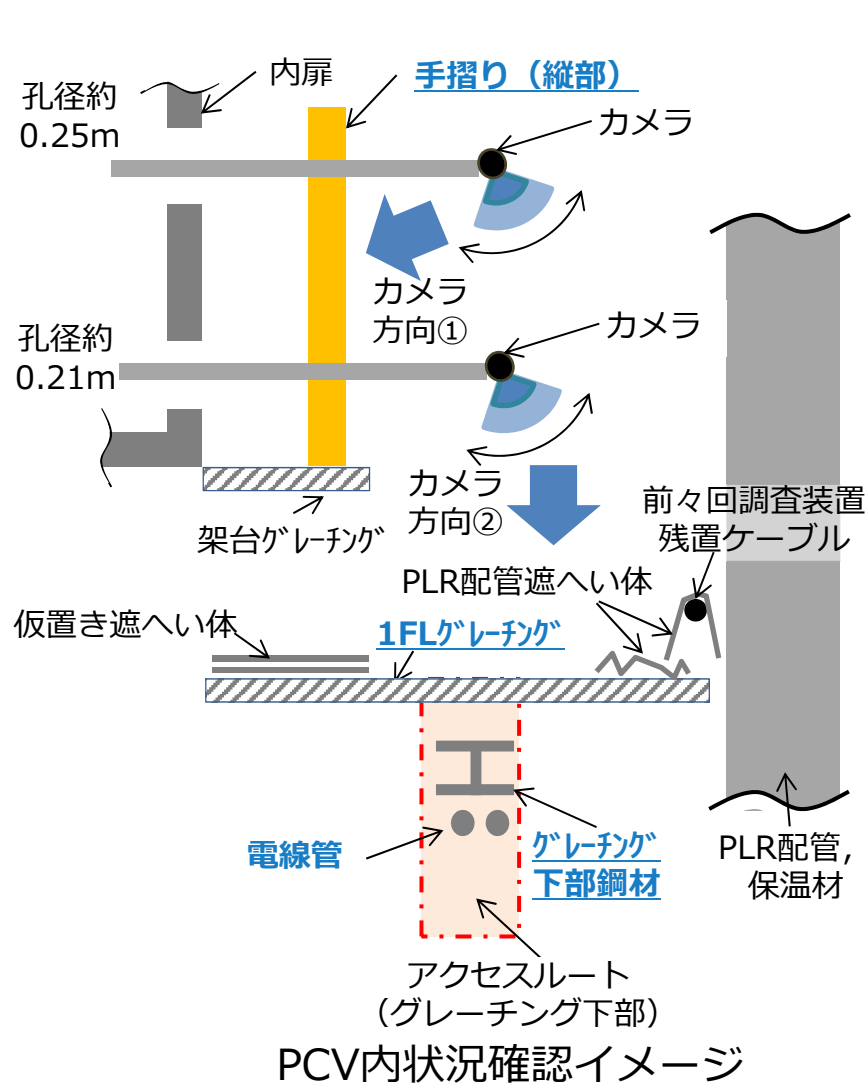 内扉
手摺り（縦部）
孔径約
0.25m
カメラ
カメラ
方向①
孔径約
0.21m
カメラ
カメラ
方向②
架台ｸﾞﾚｰﾁﾝｸﾞ
前々回調査装置
残置ケーブル
PLR配管遮へい体
仮置き遮へい体
1FLｸﾞﾚｰﾁﾝｸﾞ
電線管
ｸﾞﾚｰﾁﾝｸﾞ
下部鋼材
PLR配管,
保温材
アクセスルート
（グレーチング下部）
PCV内状況確認イメージ